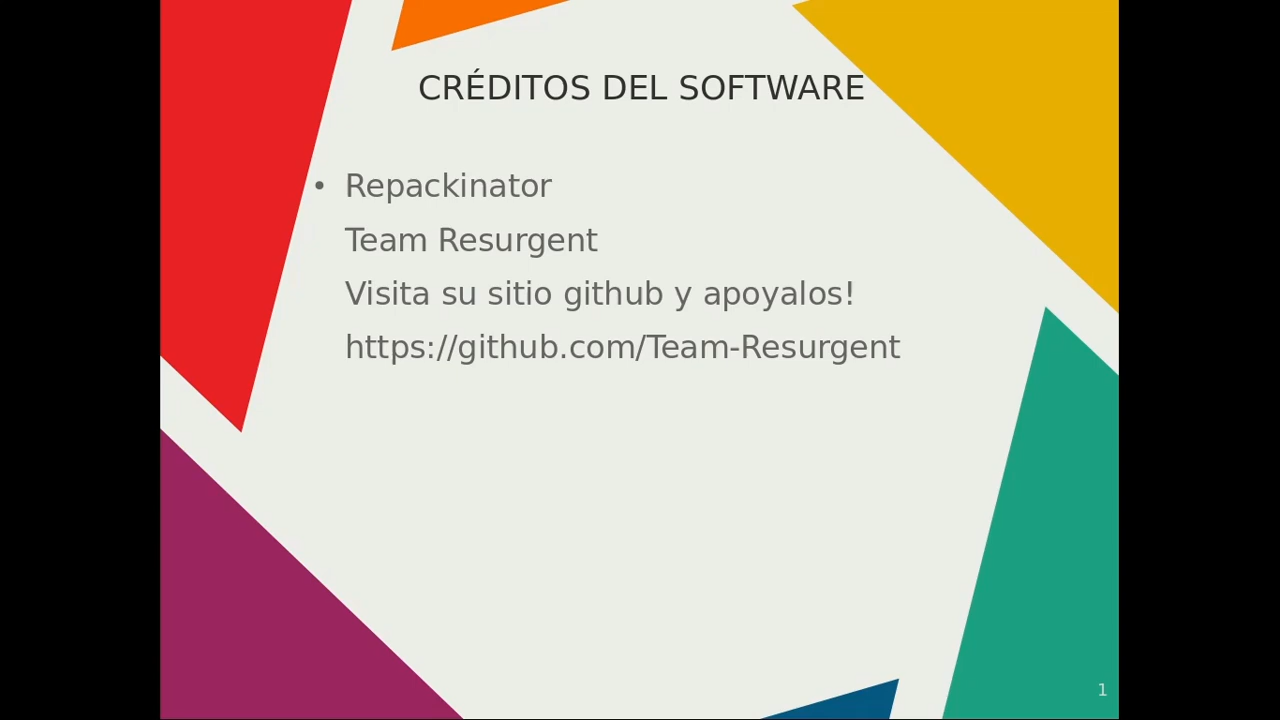 CRÉDITOS DEL SOFTWARE
• Repackinator
Team Resurgent
Visita su sitio github y apoyalos!
https://github.com/Team-Resurgent
1